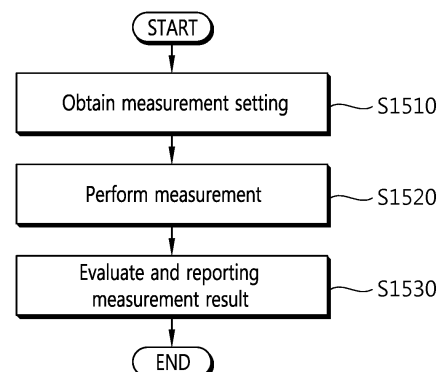 START
Obtain measurement setting
S1510
Perform measurement
S1520
Evaluate and reporting
measurement result
S1530
END